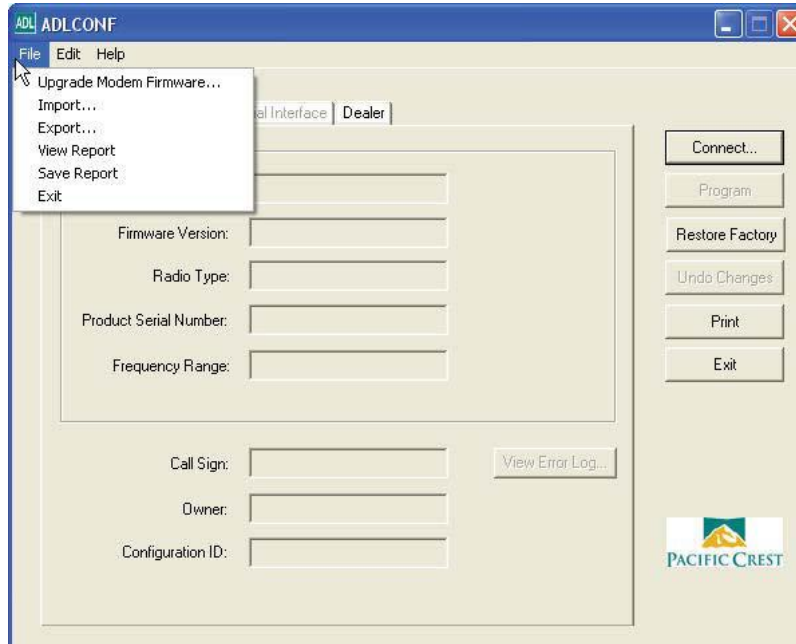 ADL ADLCONF
File Edit Help
Upgrade Modem Firmware...
Import...
Export...
View Report
Save Report
Exit
Interface
Dealer
Firmware Version:
Radio Type:
Product Serial Number:
Frequency Range:
Call Sign:
Owner:
Configuration ID:
View Error Log...
Connect...
Program
Restore Factory
Undo Changes
Print
Exit
PACIFIC CREST